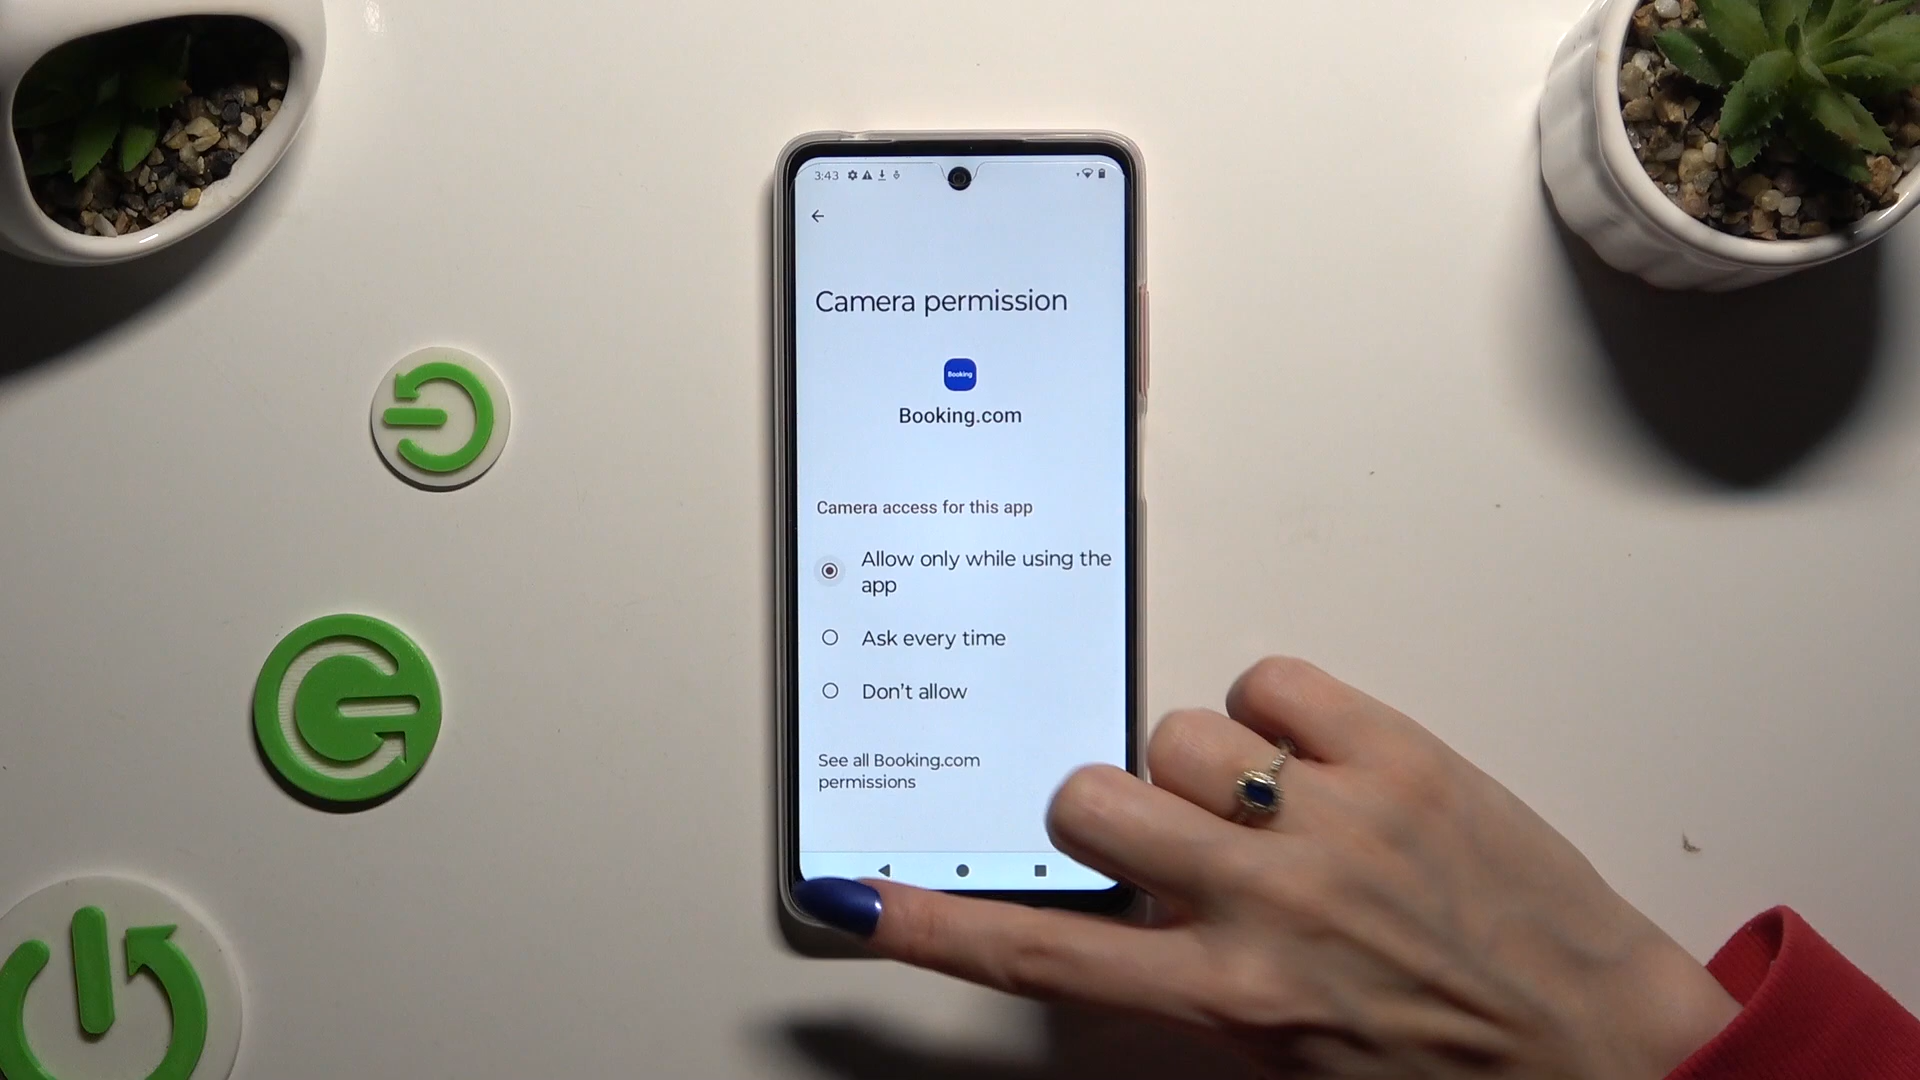 3:43
Camera permission
Booking
Booking.com
Camera access for this app
Allow only while using the
app
Ask every time
Don't allow
See all Booking.com
permissions